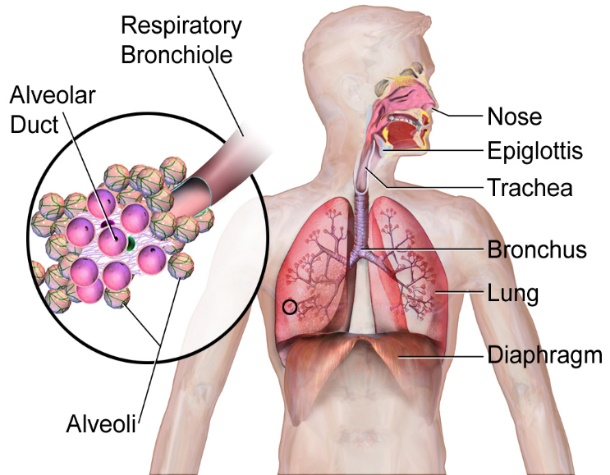 Respiratory
Bronchiole
Alveolar
Duct
Nose
Epiglottis
Trachea
Bronchus
Lung
Diaphragm
Alveoli